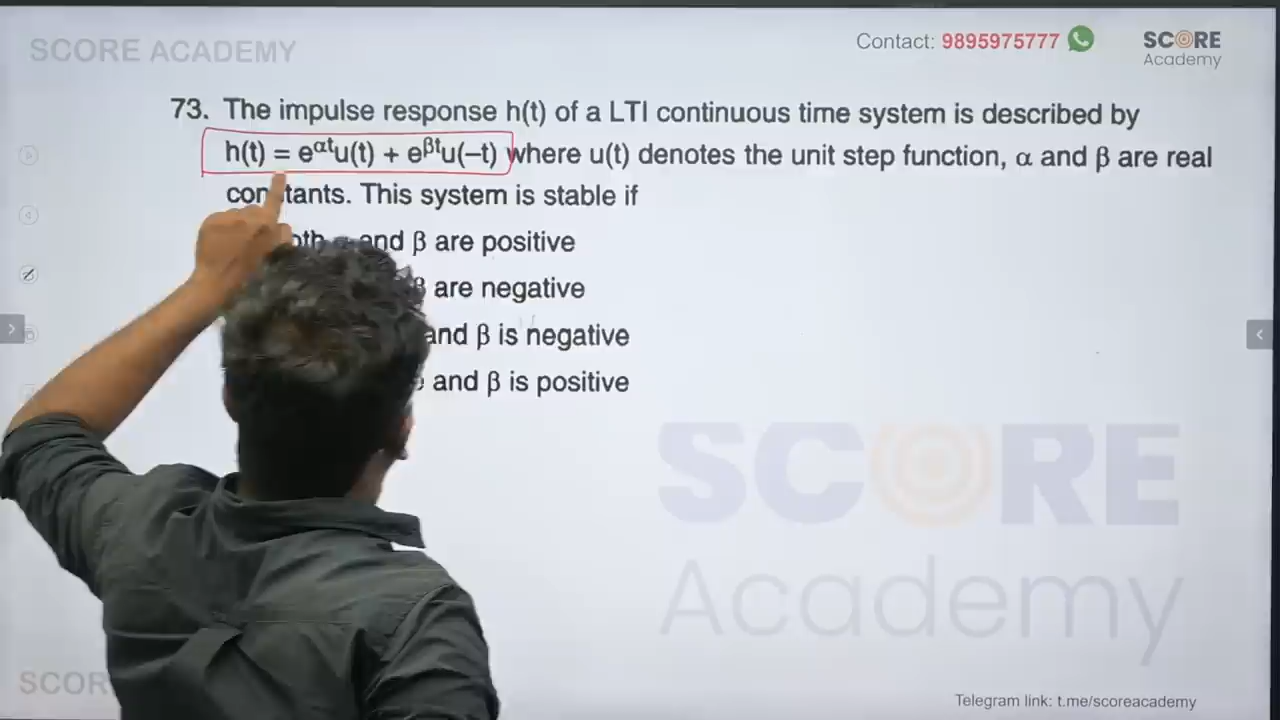 SCORE ACADEMY
Contact: 9895975777
SCORE
Academy
73. The impulse response h(t) of a LTI continuous time system is described by
h(t) = e^αt u(t) + e^βt u(–t) where u(t) denotes the unit step function, α and β are real
constants. This system is stable if
and β are positive
β are negative
and β is negative
and β is positive
SCORE
Academy
SCOR
Telegram link: t.me/scoreacademy